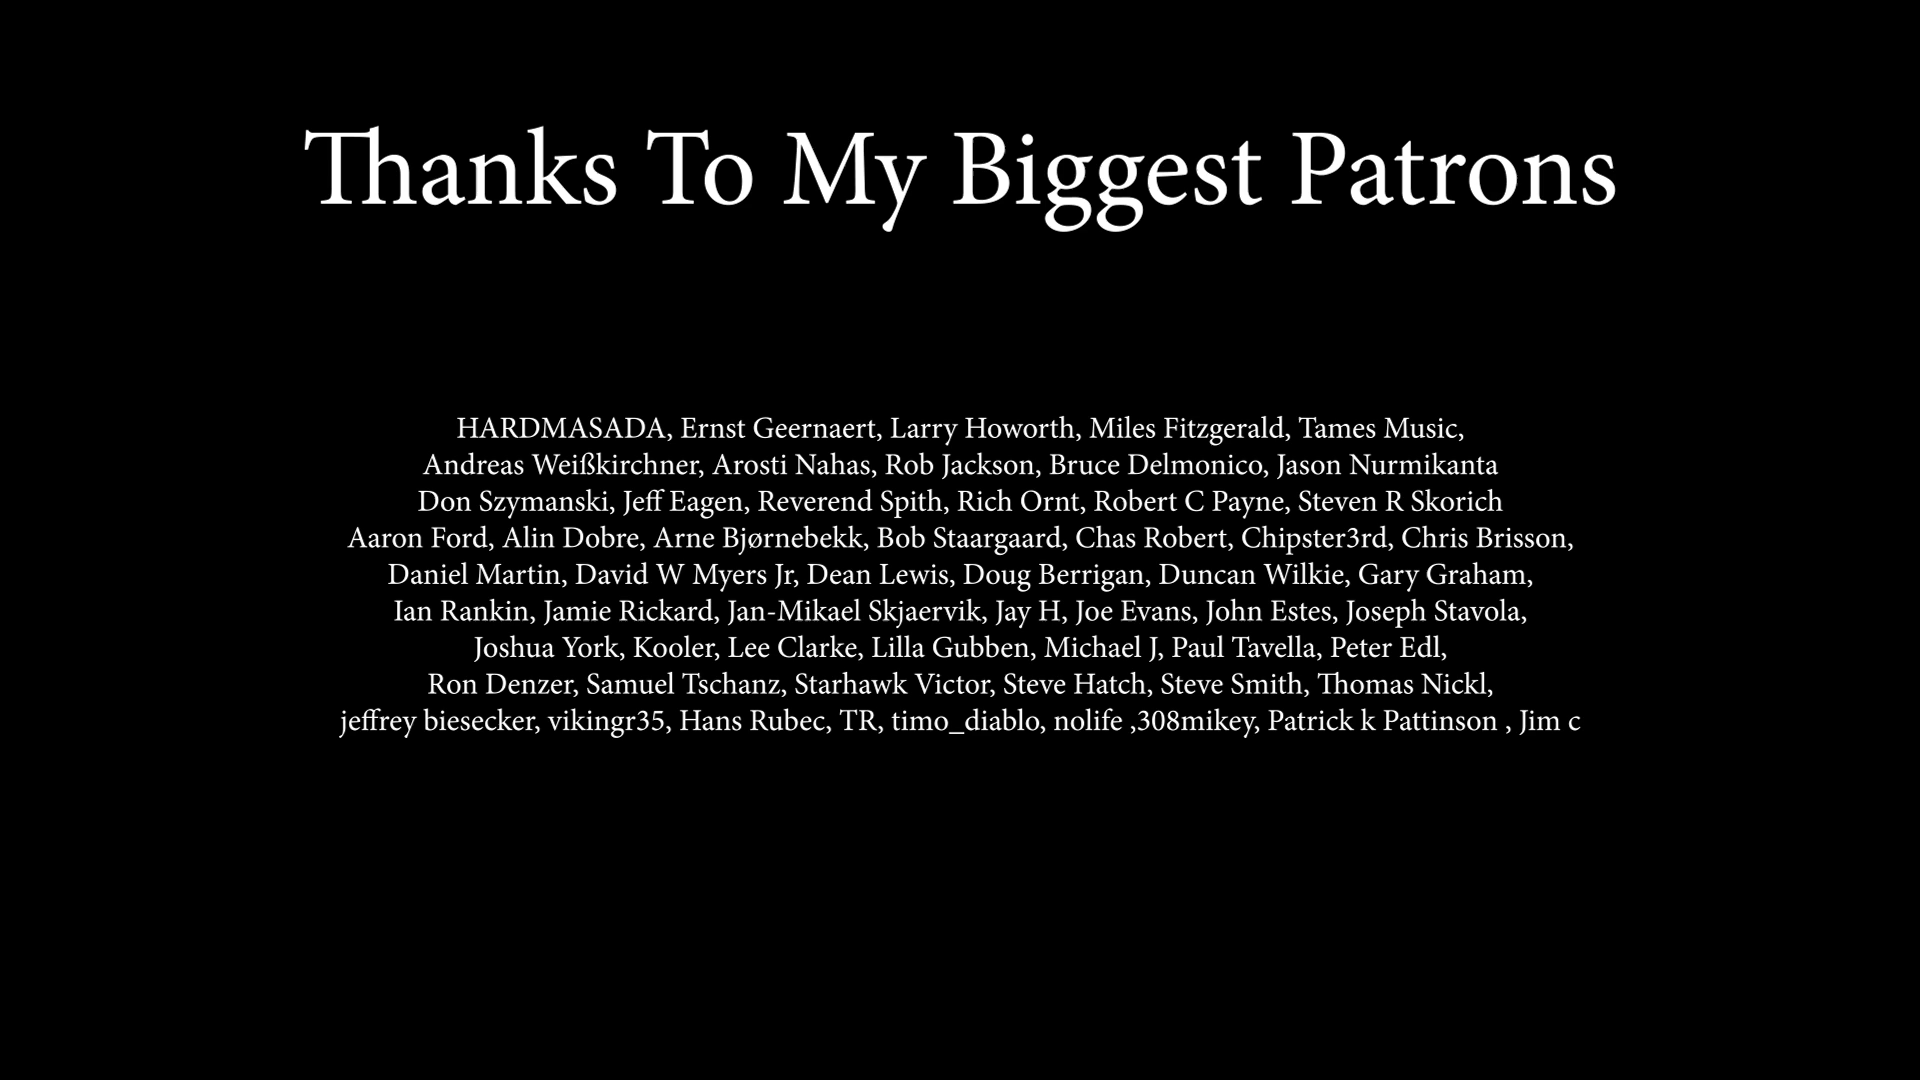 Thanks To My Biggest Patrons
HARDMASADA, Ernst Geernaert, Larry Howorth, Miles Fitzgerald, Tames Music,
Andreas Weißkirchner, Arosti Nahas, Rob Jackson, Bruce Delmonico, Jason Nurmikanta
Don Szymanski, Jeff Eagen, Reverend Spith, Rich Ornt, Robert C Payne, Steven R Skorich
Aaron Ford, Alin Dobre, Arne Bjørnebekk, Bob Staargaard, Chas Robert, Chipster3rd, Chris Brisson,
Daniel Martin, David W Myers Jr, Dean Lewis, Doug Berrigan, Duncan Wilkie, Gary Graham,
Ian Rankin, Jamie Rickard, Jan-Mikael Skjaervik, Jay H, Joe Evans, John Estes, Joseph Stavola,
Joshua York, Kooler, Lee Clarke, Lilla Gubben, Michael J, Paul Tavella, Peter Edl,
Ron Denzer, Samuel Tschanz, Starhawk Victor, Steve Hatch, Steve Smith, Thomas Nickl,
jeffrey biesecker, vikingr35, Hans Rubec, TR, timo_diablo, nolife ,308mikey, Patrick k Pattinson , Jim c